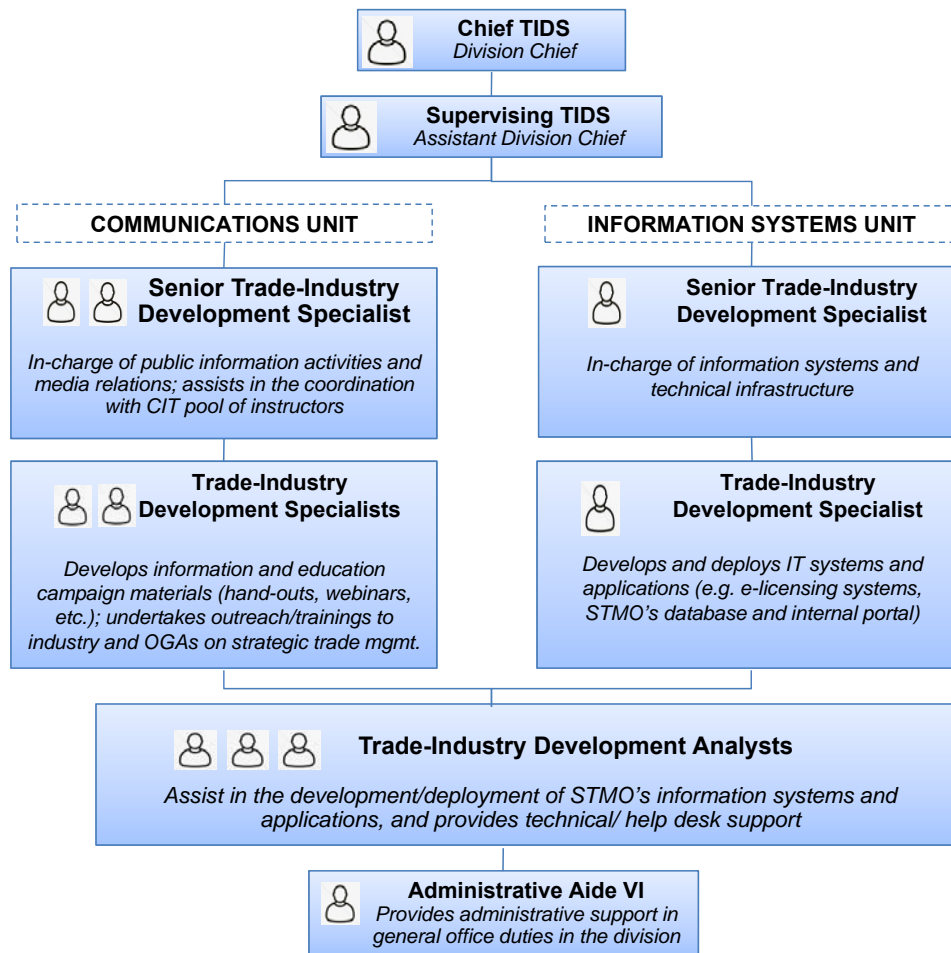 Chief TIDS
Division Chief
Supervising TIDS
Assistant Division Chief
COMMUNICATIONS UNIT
Senior Trade-Industry
Development Specialist
In-charge of public information activities and
media relations; assists in the coordination
with CIT pool of instructors
Trade-Industry
Development Specialists
Develops information and education
campaign materials (hand-outs, webinars,
etc.); undertakes outreach/trainings to
industry and OGAs on strategic trade mgmt.
INFORMATION SYSTEMS UNIT
Senior Trade-Industry
Development Specialist
In-charge of information systems and
technical infrastructure
Trade-Industry
Development Specialist
Develops and deploys IT systems and
applications (e.g. e-licensing systems,
STMO’s database and internal portal)
Trade-Industry Development Analysts
Assist in the development/deployment of STMO’s information systems and
applications, and provides technical/ help desk support
Administrative Aide VI
Provides administrative support in
general office duties in the division